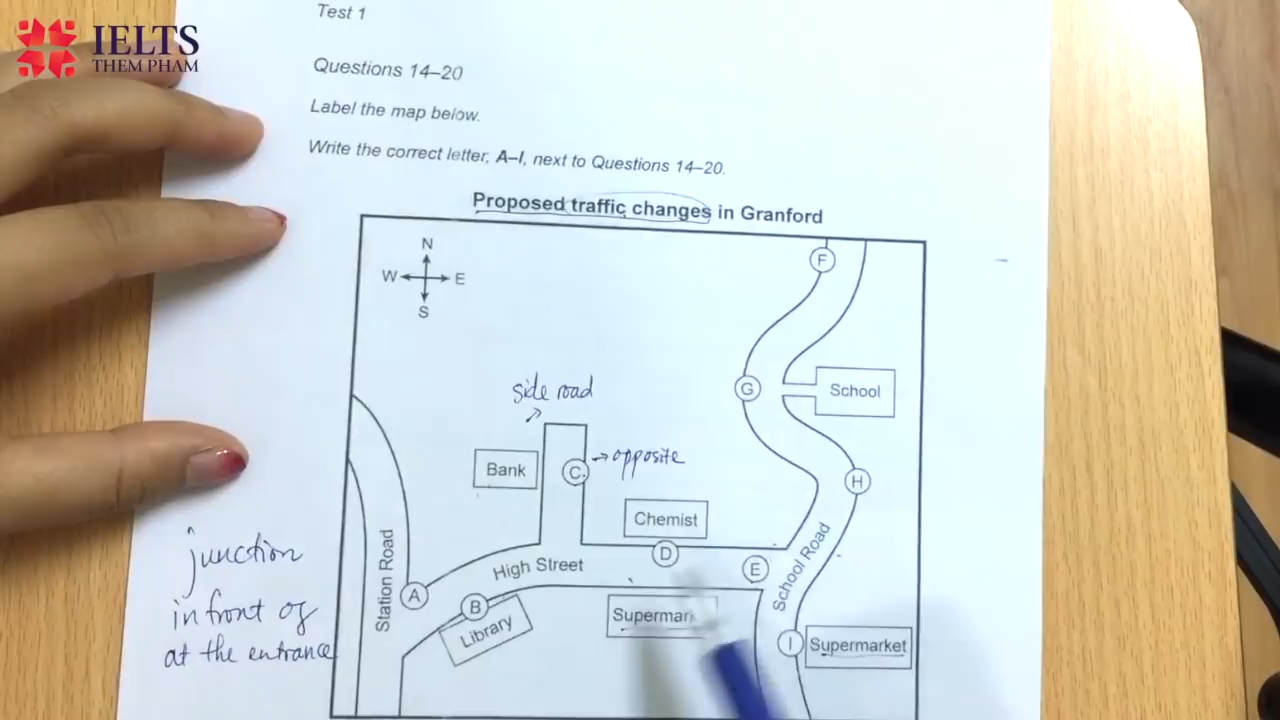 IELTS
THEM PHAM
Test 1
Questions 14–20
Label the map below.
Write the correct letter, A–I, next to Questions 14–20.
Proposed traffic changes in Granford
N
W E
S
F
G
School
side road
Bank
C
opposite
H
Chemist
D
E
High Street
School Road
Station Road
A
B
Library
Supermark
I
Supermarket
junction
in front of
at the entrance